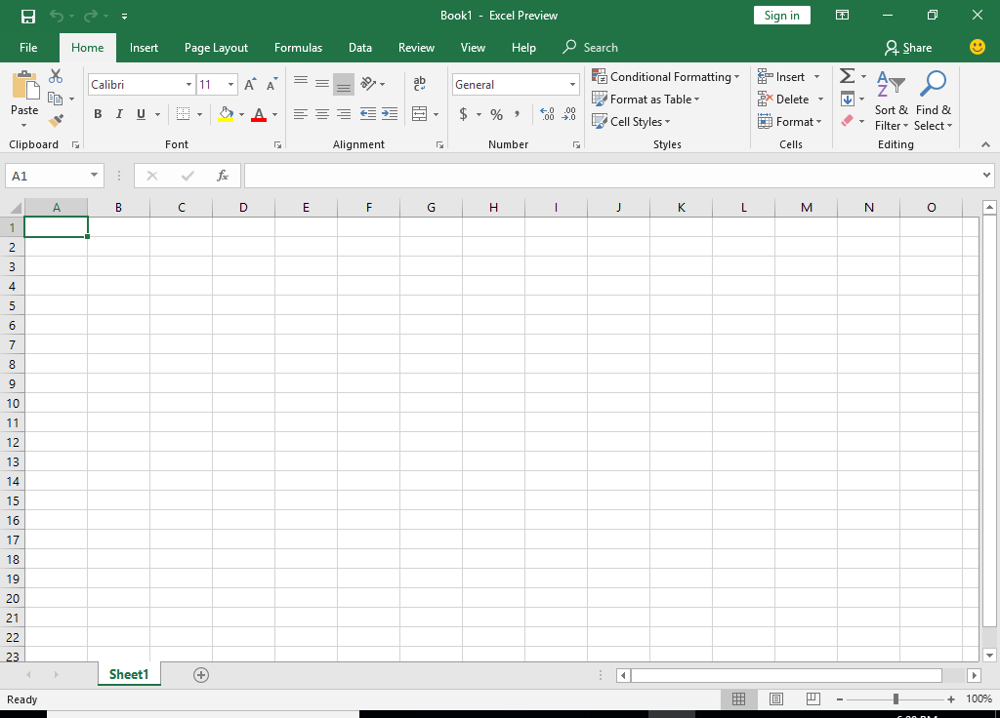 Book1 - Excel Preview
Sign in
File Home Insert Page Layout Formulas Data Review View Help Search Share
Paste
Clipboard
Calibri 11
B I U A
Font
ab
c
Alignment
General
$ % ,
Number
Conditional Formatting
Format as Table
Cell Styles
Styles
Insert
Delete
Format
Cells
Σ
Sort &
Filter
Find &
Select
Editing
A1
fx
A B C D E F G H I J K L M N O
1
2
3
4
5
6
7
8
9
10
11
12
13
14
15
16
17
18
19
20
21
22
23
Sheet1
Ready
100%